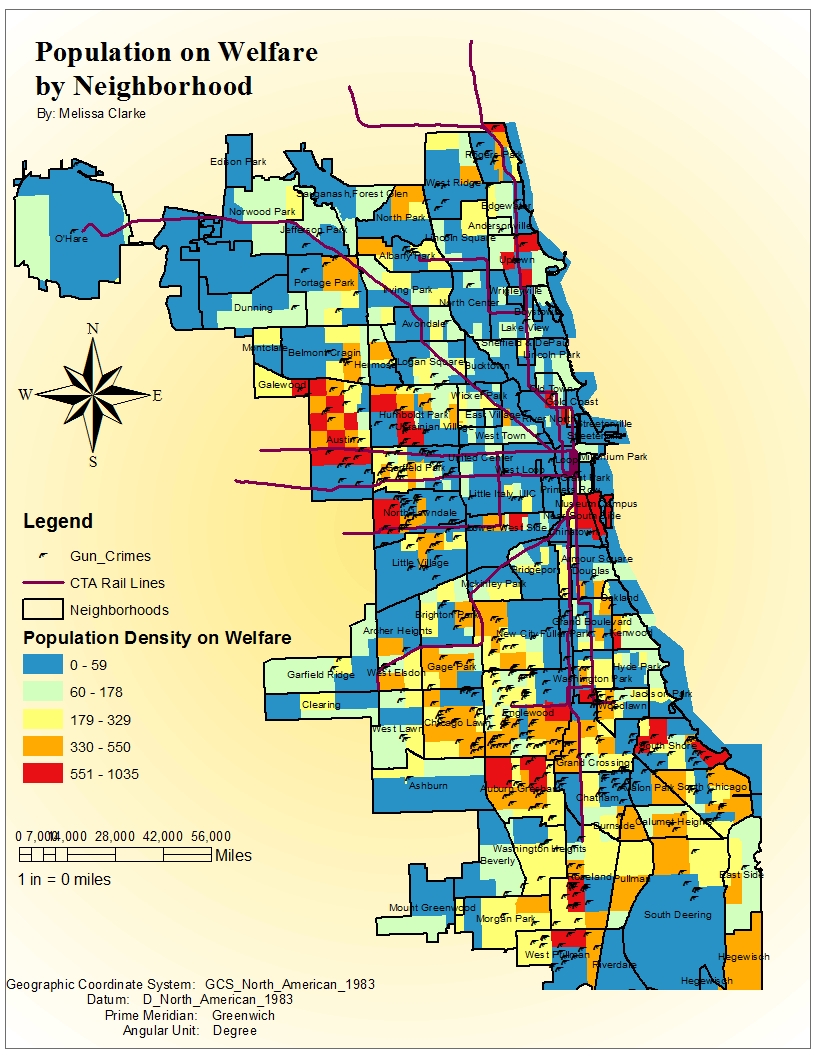 Population on Welfare
by Neighborhood
By: Melissa Clarke
Edison Park
Rogers Park
West Ridge
Sauganash,Forest Glen
Norwood Park
North Park
Edgewater
Andersonville
Jefferson Park
Lincoln Square
O'Hare
Albany Park
Uptown
Portage Park
Irving Park
Wrigleyville
North Center
Dunning
Boystown
Avondale
Lake View
Sheffield & DePaul
Montclare
Belmont Cragin
Lincoln Park
Hermosa
Logan Square
Bucktown
Galewood
Old Town
Wicker Park
Gold Coast
Humboldt Park
East Village
River North
Streeterville
Ukrainian Village
West Town
Streeterville
Austin
United Center
Loop
Millenium Park
Garfield Park
West Loop
Grant Park
Little Italy, UIC
Printers Row
Museum Campus
North Lawndale
Near South Side
Lower West Side
Chinatown
Little Village
Armour Square
Bridgeport
Douglas
Mckinley Park
Oakland
Brighton Park
Grand Boulevard
Archer Heights
New City
Fuller Park
Kenwood
Garfield Ridge
West Elsdon
Gage Park
Hyde Park
Washington Park
Jackson Park
Clearing
Englewood
Woodlawn
West Lawn
Chicago Lawn
South Shore
Grand Crossing
Ashburn
Auburn Gresham
Chatham
Avalon Park
South Chicago
Burnside
Calumet Heights
Washington Heights
Beverly
Roseland
Pullman
East Side
Mount Greenwood
Morgan Park
South Deering
West Pullman
Riverdale
Hegewisch
Hegewisch
N
W
E
S
Legend
Gun_Crimes
CTA Rail Lines
Neighborhoods
Population Density on Welfare
0 - 59
60 - 178
179 - 329
330 - 550
551 - 1035
0 7,000 14,000 28,000 42,000 56,000
Miles
1 in = 0 miles
Geographic Coordinate System: GCS_North_American_1983
Datum: D_North_American_1983
Prime Meridian: Greenwich
Angular Unit: Degree